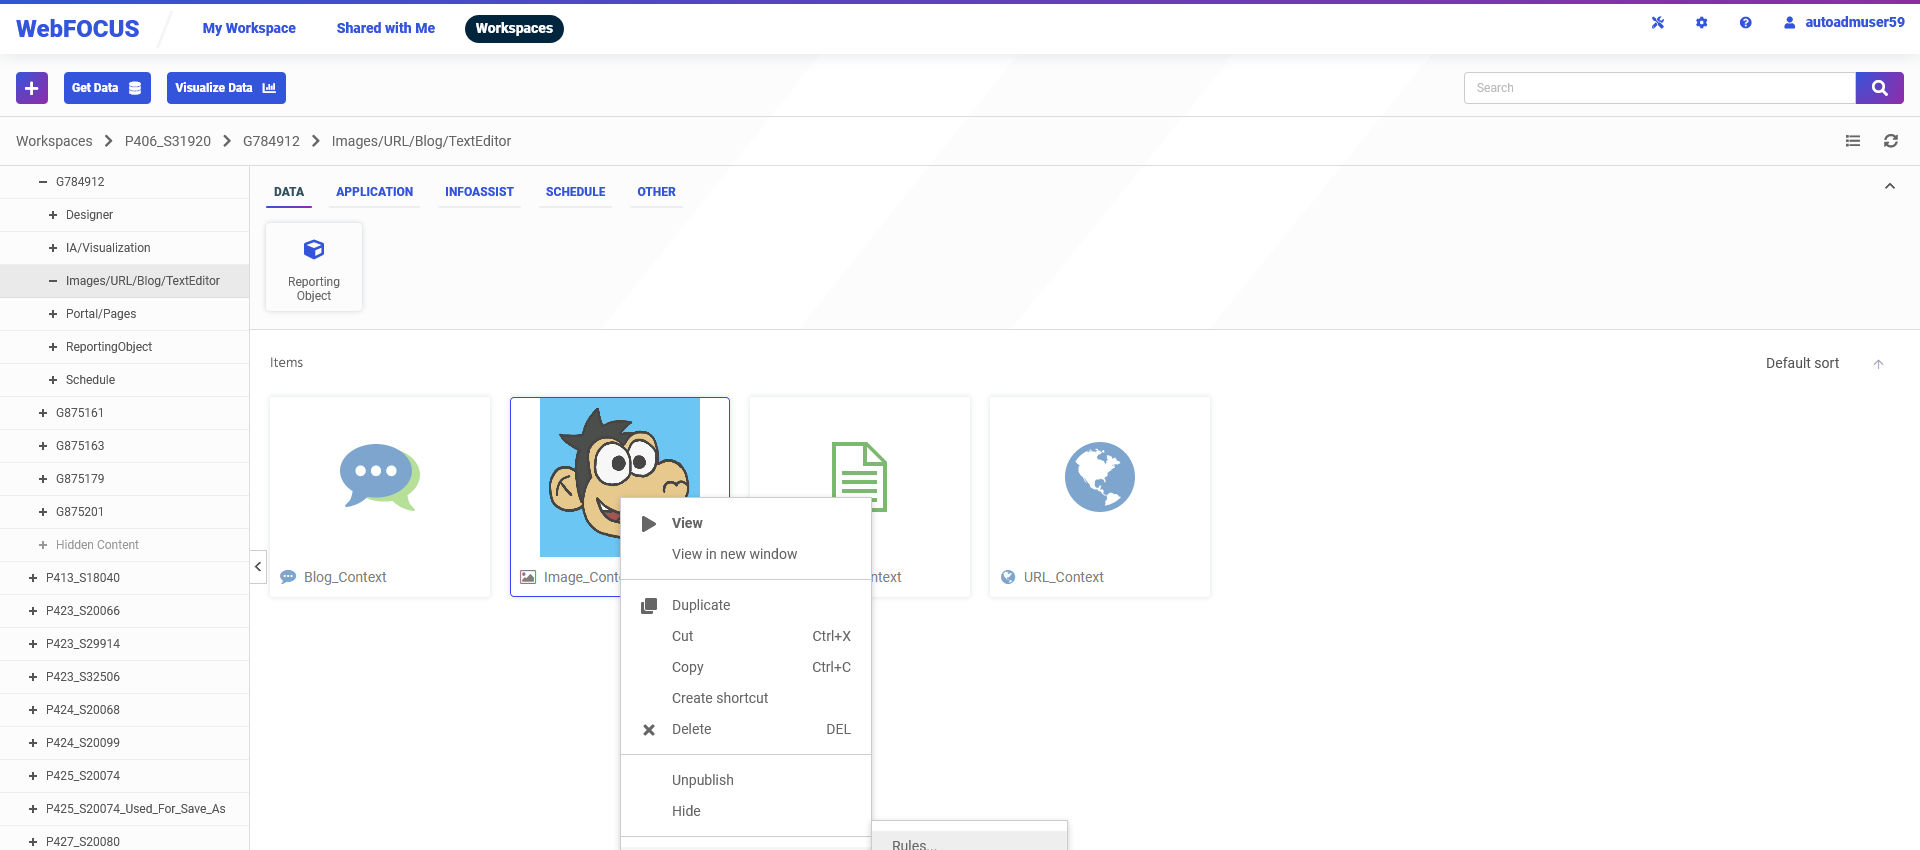 WebFOCUS
My Workspace
Shared with Me
Workspaces
autoadmuser59
Get Data
Visualize Data
Search
Workspaces
P406_S31920
G784912
Images/URL/Blog/TextEditor
G784912
Designer
IA/Visualization
Images/URL/Blog/TextEditor
Portal/Pages
ReportingObject
Schedule
G875161
G875163
G875179
G875201
Hidden Content
P413_S18040
P423_S20066
P423_S29914
P423_S32506
P424_S20068
P424_S20099
P425_S20074
P425_S20074_Used_For_Save_As
P427_S20080
DATA
APPLICATION
INFOASSIST
SCHEDULE
OTHER
Reporting
Object
Items
Default sort
Blog_Context
Image_Cont
ntext
URL_Context
View
View in new window
Duplicate
Cut Ctrl+X
Copy Ctrl+C
Create shortcut
Delete DEL
Unpublish
Hide
Rules...